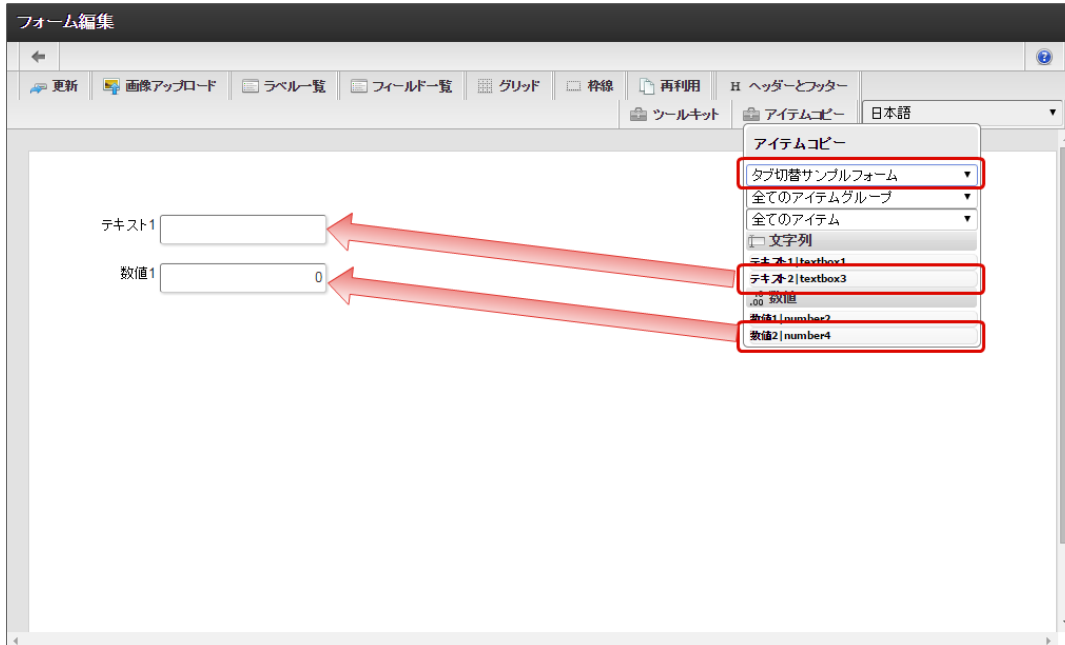 フォーム編集
更新 画像アップロード ラベル一覧 フィールド一覧 グリッド 枠線 再利用 H ヘッダーとフッター
ツールキット アイテムコピー 日本語
アイテムコピー
タブ切替サンプルフォーム
全てのアイテムグループ
全てのアイテム
文字列
テキスト1|textbox1
テキスト2|textbox3
.00 数値
数値1|number2
数値2|number4
テキスト1
数値1 0